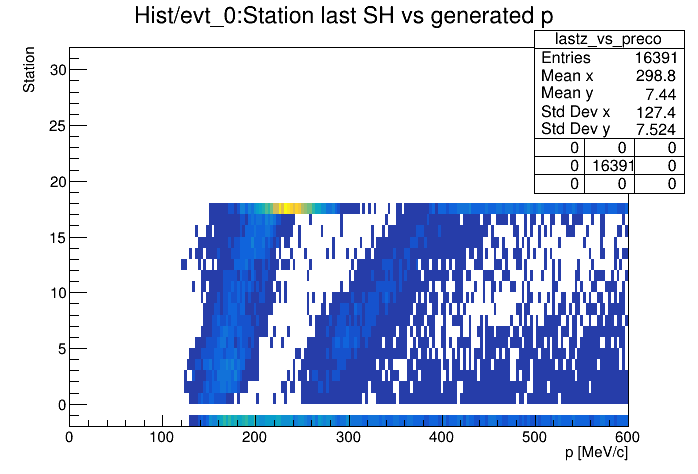 Hist/evt_0:Station last SH vs generated p
lastz_vs_preco
Entries 16391
Mean x 298.8
Mean y 7.44
Std Dev x 127.4
Std Dev y 7.524
0 0 0
0 16391 0
0 0 0
Station
30
25
20
15
10
5
0
0 100 200 300 400 500 600
p [MeV/c]